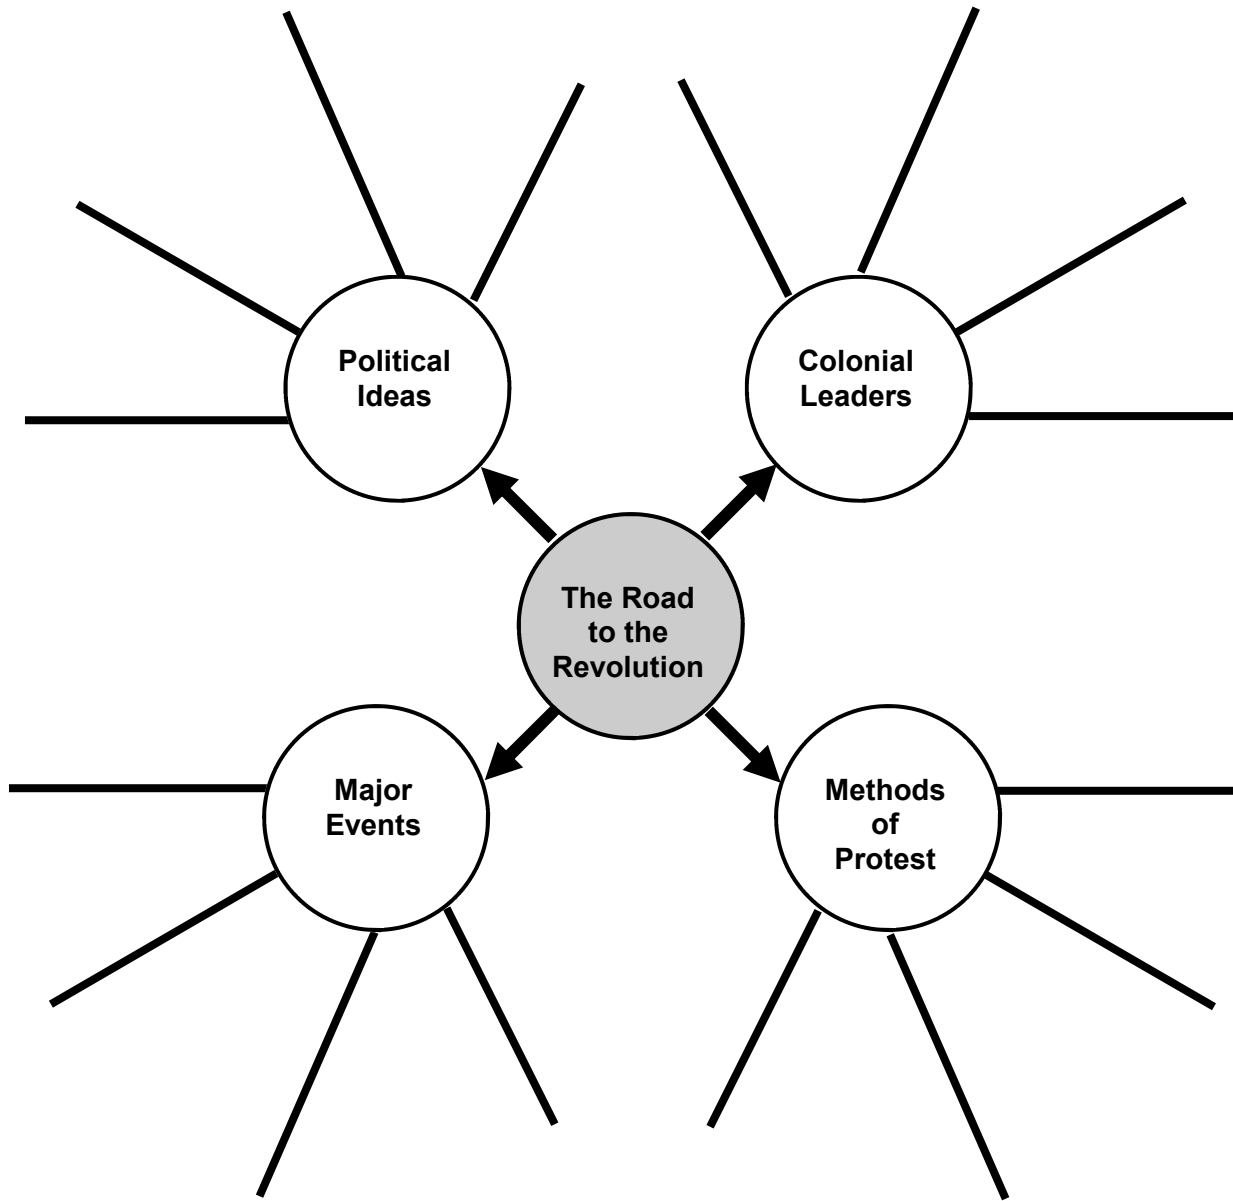 Political
Ideas
Colonial
Leaders
The Road
to the
Revolution
Major
Events
Methods
of
Protest